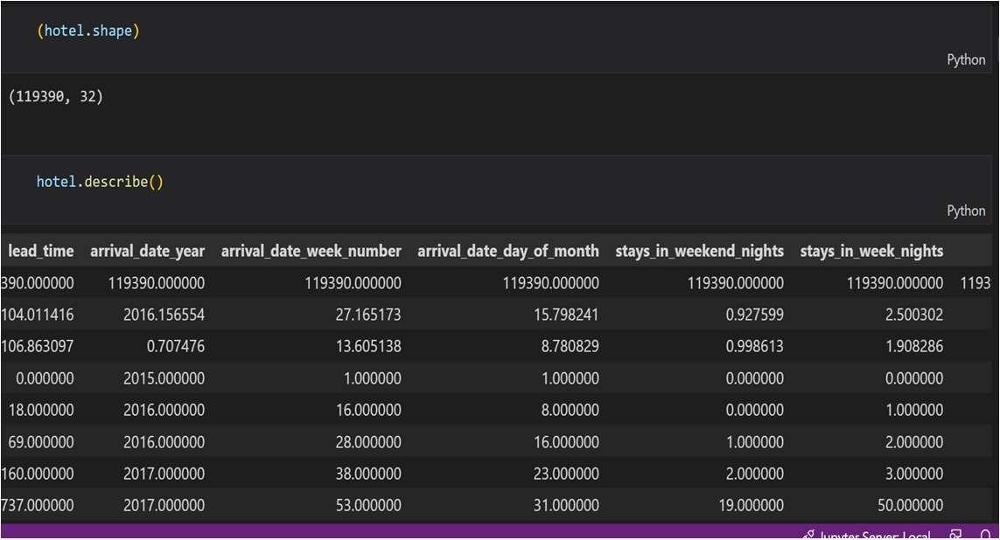 (hotel.shape)
Python
(119390, 32)
hotel.describe()
Python
lead_time arrival_date_year arrival_date_week_number arrival_date_day_of_month stays_in_weekend_nights stays_in_week_nights
390.000000 119390.000000 119390.000000 119390.000000 119390.000000 119390.000000 1193
104.011416 2016.156554 27.165173 15.798241 0.927599 2.500302
106.863097 0.707476 13.605138 8.780829 0.998613 1.908286
0.000000 2015.000000 1.000000 1.000000 0.000000 0.000000
18.000000 2016.000000 16.000000 8.000000 0.000000 1.000000
69.000000 2016.000000 28.000000 16.000000 1.000000 2.000000
160.000000 2017.000000 38.000000 23.000000 2.000000 3.000000
737.000000 2017.000000 53.000000 31.000000 19.000000 50.000000
Jupyter Server: Local